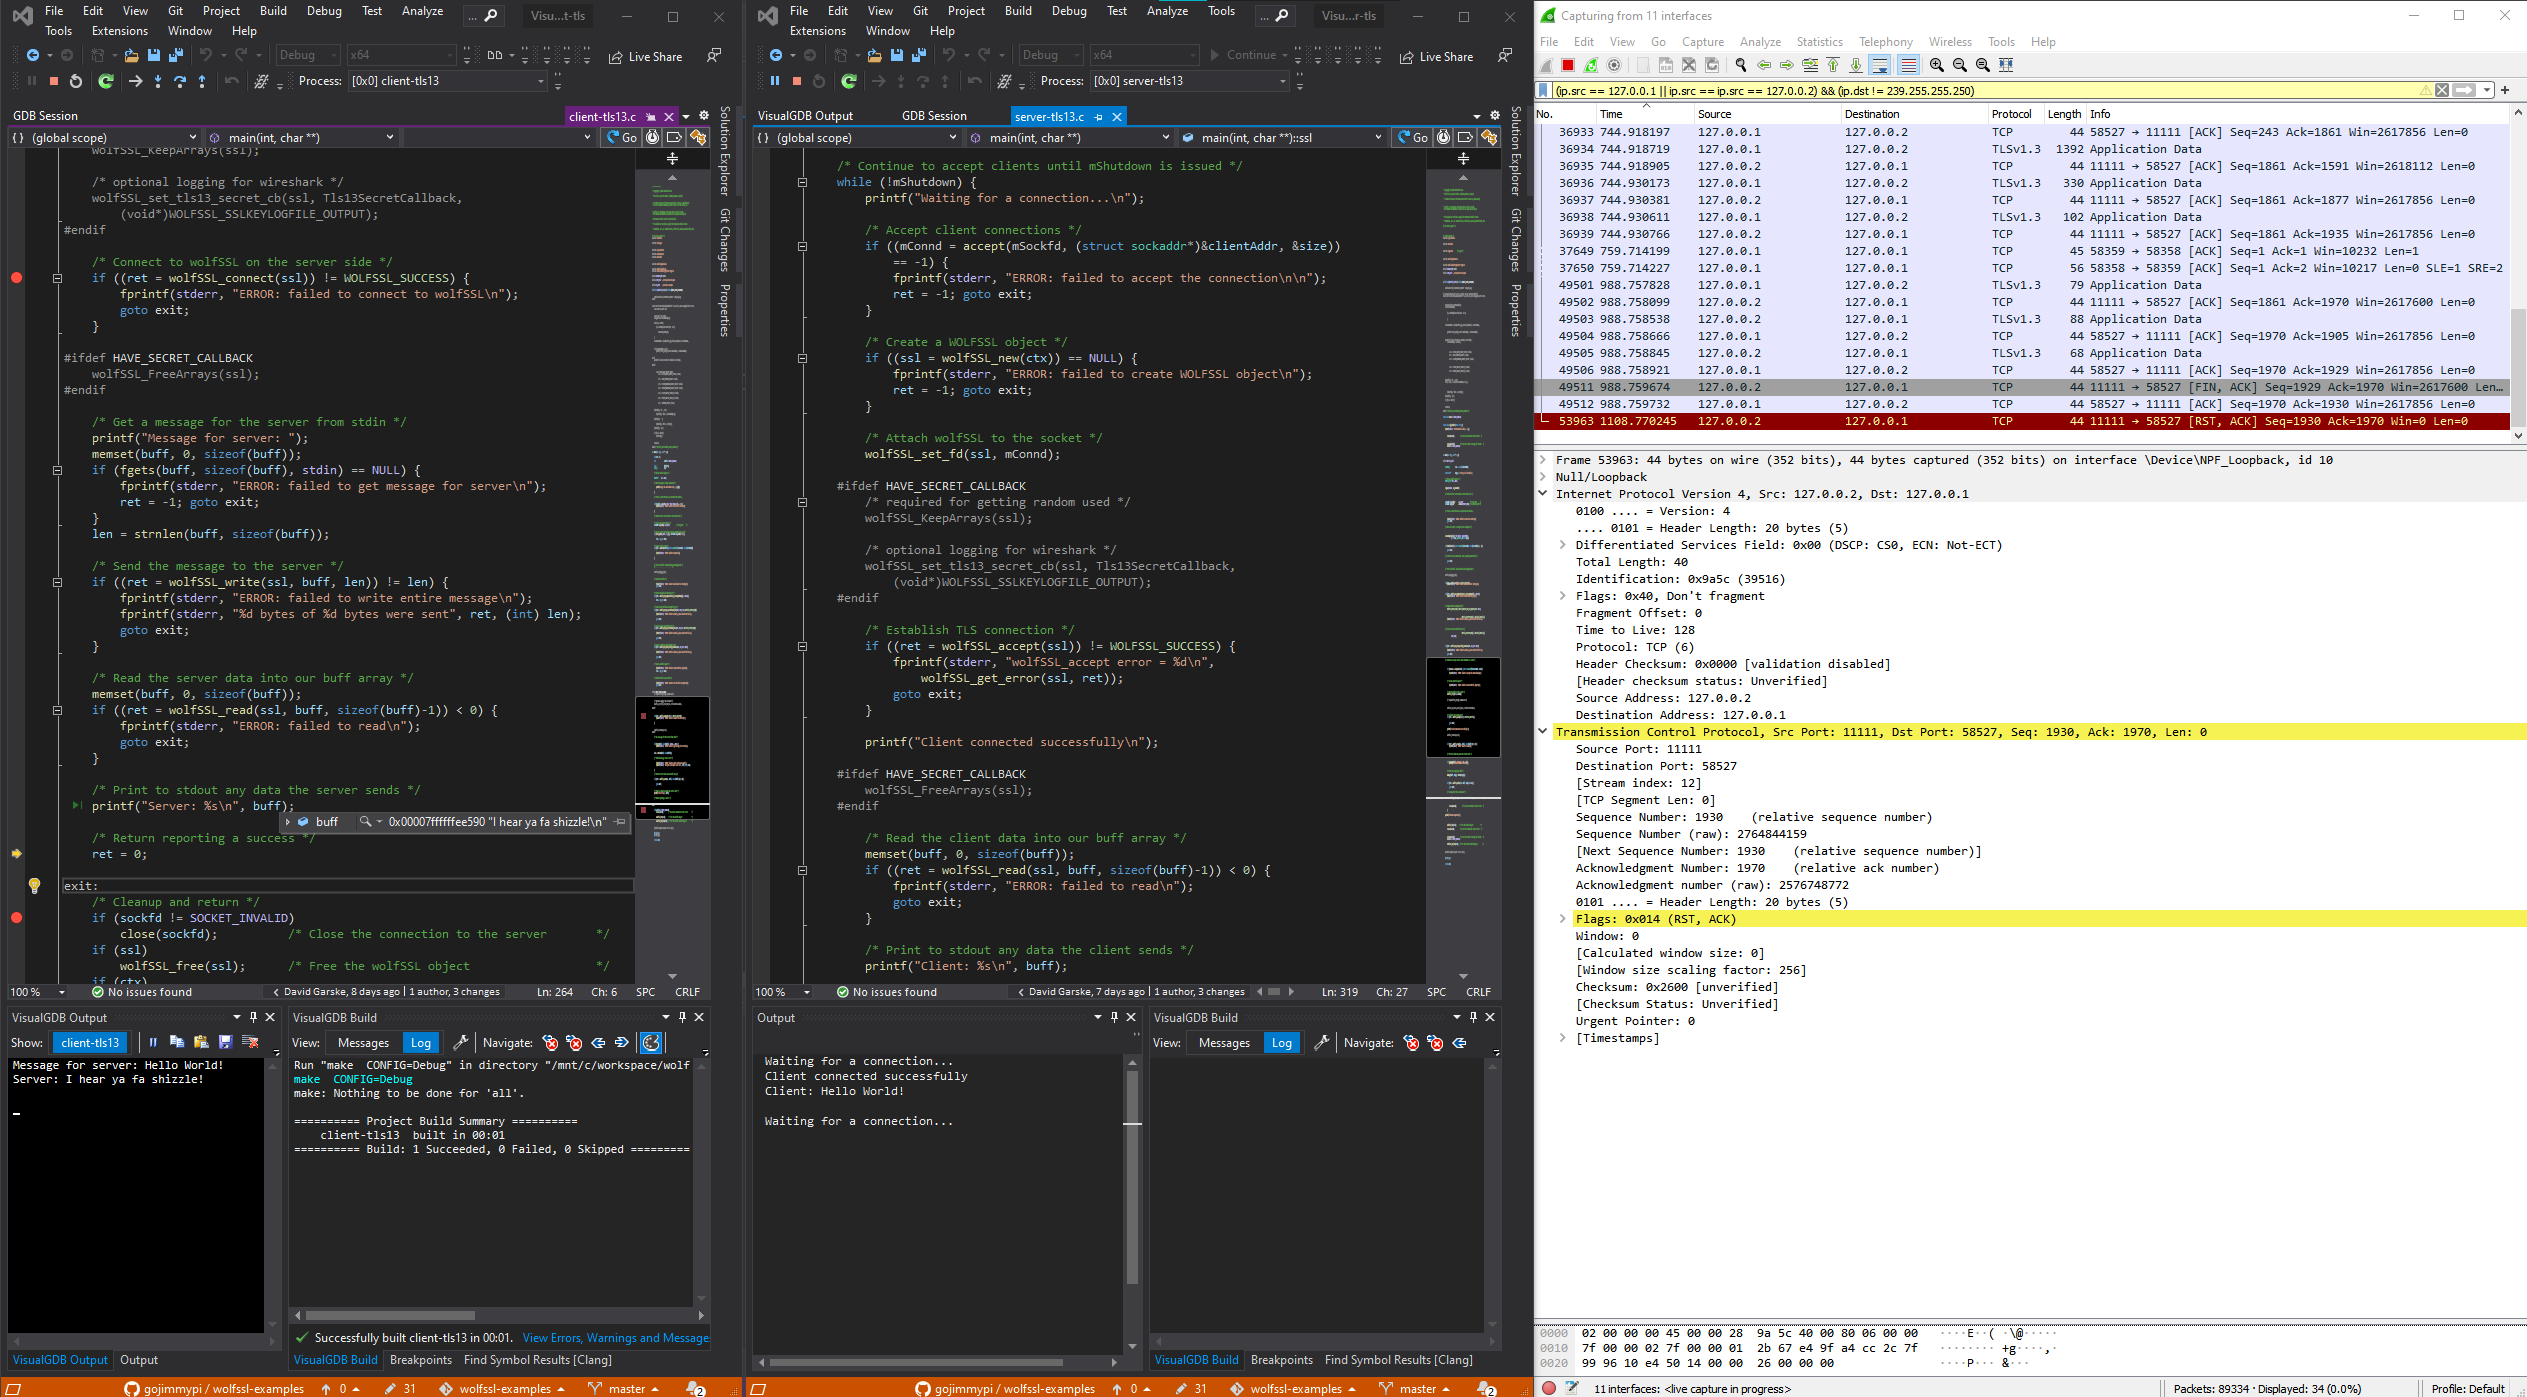 File Edit View Git Project Build Debug Test Analyze ... Visu...t-tls
Tools Extensions Window Help
Debug x64 Live Share
Process: [0x0] client-tls13
GDB Session client-tls13.c
(global scope) main(int, char **) Go
wolfSSL_KeepArrays(ssl);
/* optional logging for wireshark */
wolfSSL_set_tls13_secret_cb(ssl, Tls13SecretCallback,
(void*)WOLFSSL_SSLKEYLOGFILE_OUTPUT);
#endif
/* Connect to wolfSSL on the server side */
if ((ret = wolfSSL_connect(ssl)) != WOLFSSL_SUCCESS) {
fprintf(stderr, "ERROR: failed to connect to wolfSSL\n");
goto exit;
}
#ifdef HAVE_SECRET_CALLBACK
wolfSSL_FreeArrays(ssl);
#endif
/* Get a message for the server from stdin */
printf("Message for server: ");
memset(buff, 0, sizeof(buff));
if (fgets(buff, sizeof(buff), stdin) == NULL) {
fprintf(stderr, "ERROR: failed to get message for server\n");
ret = -1; goto exit;
}
len = strnlen(buff, sizeof(buff));
/* Send the message to the server */
if ((ret = wolfSSL_write(ssl, buff, len)) != len) {
fprintf(stderr, "ERROR: failed to write entire message\n");
fprintf(stderr, "%d bytes of %d bytes were sent", ret, (int) len);
goto exit;
}
/* Read the server data into our buff array */
memset(buff, 0, sizeof(buff));
if ((ret = wolfSSL_read(ssl, buff, sizeof(buff)-1)) < 0) {
fprintf(stderr, "ERROR: failed to read\n");
goto exit;
}
/* Print to stdout any data the server sends */
printf("Server: %s\n", buff);
buff 0x00007ffffffee590 "I hear ya fa shizzle!\n"
/* Return reporting a success */
ret = 0;
exit:
/* Cleanup and return */
if (sockfd != SOCKET_INVALID)
close(sockfd); /* Close the connection to the server */
if (ssl)
wolfSSL_free(ssl); /* Free the wolfSSL object */
if (ctx)
100 % No issues found David Garske, 8 days ago | 1 author, 3 changes Ln: 264 Ch: 6 SPC CRLF
Solution Explorer
Git Changes
Properties
VisualGDB Output
Show: client-tls13
Message for server: Hello World!
Server: I hear ya fa shizzle!
VisualGDB Output Output
VisualGDB Build
View: Messages Log Navigate:
Run "make CONFIG=Debug" in directory "/mnt/c/workspace/wolf
make CONFIG=Debug
make: Nothing to be done for 'all'.
========== Project Build Summary ==========
client-tls13 built in 00:01
========== Build: 1 Succeeded, 0 Failed, 0 Skipped =========
Successfully built client-tls13 in 00:01. View Errors, Warnings and Message
VisualGDB Build Breakpoints Find Symbol Results [Clang]
gojimmypi / wolfssl-examples 0 31 wolfssl-examples master 2
File Edit View Git Project Build Debug Test Analyze Tools ... Visu...r-tls
Extensions Window Help
Debug x64 Continue Live Share
Process: [0x0] server-tls13
VisualGDB Output GDB Session server-tls13.c
(global scope) main(int, char **) main(int, char **)::ssl Go
/* Continue to accept clients until mShutdown is issued */
while (!mShutdown) {
printf("Waiting for a connection...\n");
/* Accept client connections */
if ((mConnd = accept(mSockfd, (struct sockaddr*)&clientAddr, &size))
== -1) {
fprintf(stderr, "ERROR: failed to accept the connection\n\n");
ret = -1; goto exit;
}
/* Create a WOLFSSL object */
if ((ssl = wolfSSL_new(ctx)) == NULL) {
fprintf(stderr, "ERROR: failed to create WOLFSSL object\n");
ret = -1; goto exit;
}
/* Attach wolfSSL to the socket */
wolfSSL_set_fd(ssl, mConnd);
#ifdef HAVE_SECRET_CALLBACK
/* required for getting random used */
wolfSSL_KeepArrays(ssl);
/* optional logging for wireshark */
wolfSSL_set_tls13_secret_cb(ssl, Tls13SecretCallback,
(void*)WOLFSSL_SSLKEYLOGFILE_OUTPUT);
#endif
/* Establish TLS connection */
if ((ret = wolfSSL_accept(ssl)) != WOLFSSL_SUCCESS) {
fprintf(stderr, "wolfSSL_accept error = %d\n",
wolfSSL_get_error(ssl, ret));
goto exit;
}
printf("Client connected successfully\n");
#ifdef HAVE_SECRET_CALLBACK
wolfSSL_FreeArrays(ssl);
#endif
/* Read the client data into our buff array */
memset(buff, 0, sizeof(buff));
if ((ret = wolfSSL_read(ssl, buff, sizeof(buff)-1)) < 0) {
fprintf(stderr, "ERROR: failed to read\n");
goto exit;
}
/* Print to stdout any data the client sends */
printf("Client: %s\n", buff);
100 % No issues found David Garske, 7 days ago | 1 author, 3 changes Ln: 319 Ch: 27 SPC CRLF
Solution Explorer
Git Changes
Properties
Output
Waiting for a connection...
Client connected successfully
Client: Hello World!
Waiting for a connection...
VisualGDB Build
View: Messages Log Navigate:
VisualGDB Build Breakpoints Find Symbol Results [Clang]
gojimmypi / wolfssl-examples 0 31 wolfssl-examples master 2
Capturing from 11 interfaces
File Edit View Go Capture Analyze Statistics Telephony Wireless Tools Help
(ip.src == 127.0.0.1 || ip.src == ip.src == 127.0.0.2) && (ip.dst != 239.255.255.250)
No. Time Source Destination Protocol Length Info
36933 744.918197 127.0.0.1 127.0.0.2 TCP 44 58527 → 11111 [ACK] Seq=243 Ack=1861 Win=2617856 Len=0
36934 744.918719 127.0.0.1 127.0.0.2 TLSv1.3 1392 Application Data
36935 744.918905 127.0.0.2 127.0.0.1 TCP 44 11111 → 58527 [ACK] Seq=1861 Ack=1591 Win=2618112 Len=0
36936 744.930173 127.0.0.1 127.0.0.2 TLSv1.3 330 Application Data
36937 744.930381 127.0.0.2 127.0.0.1 TCP 44 11111 → 58527 [ACK] Seq=1861 Ack=1877 Win=2617856 Len=0
36938 744.930611 127.0.0.1 127.0.0.2 TLSv1.3 102 Application Data
36939 744.930766 127.0.0.2 127.0.0.1 TCP 44 11111 → 58527 [ACK] Seq=1861 Ack=1935 Win=2617856 Len=0
37649 759.714199 127.0.0.1 127.0.0.1 TCP 45 58359 → 58358 [ACK] Seq=1 Ack=1 Win=10232 Len=1
37650 759.714227 127.0.0.1 127.0.0.1 TCP 56 58358 → 58359 [ACK] Seq=1 Ack=2 Win=10217 Len=0 SLE=1 SRE=2
49501 988.757828 127.0.0.1 127.0.0.2 TLSv1.3 79 Application Data
49502 988.758099 127.0.0.2 127.0.0.1 TCP 44 11111 → 58527 [ACK] Seq=1861 Ack=1970 Win=2617600 Len=0
49503 988.758538 127.0.0.2 127.0.0.1 TLSv1.3 88 Application Data
49504 988.758666 127.0.0.1 127.0.0.2 TCP 44 58527 → 11111 [ACK] Seq=1970 Ack=1905 Win=2617856 Len=0
49505 988.758845 127.0.0.2 127.0.0.1 TLSv1.3 68 Application Data
49506 988.758921 127.0.0.1 127.0.0.2 TCP 44 58527 → 11111 [ACK] Seq=1970 Ack=1929 Win=2617856 Len=0
49511 988.759674 127.0.0.2 127.0.0.1 TCP 44 11111 → 58527 [FIN, ACK] Seq=1929 Ack=1970 Win=2617600 Len...
49512 988.759732 127.0.0.1 127.0.0.2 TCP 44 58527 → 11111 [ACK] Seq=1970 Ack=1930 Win=2617856 Len=0
53963 1108.770245 127.0.0.2 127.0.0.1 TCP 44 11111 → 58527 [RST, ACK] Seq=1930 Ack=1970 Win=0 Len=0
Frame 53963: 44 bytes on wire (352 bits), 44 bytes captured (352 bits) on interface \Device\NPF_Loopback, id 10
Null/Loopback
Internet Protocol Version 4, Src: 127.0.0.2, Dst: 127.0.0.1
0100 .... = Version: 4
.... 0101 = Header Length: 20 bytes (5)
Differentiated Services Field: 0x00 (DSCP: CS0, ECN: Not-ECT)
Total Length: 40
Identification: 0x9a5c (39516)
Flags: 0x40, Don't fragment
Fragment Offset: 0
Time to Live: 128
Protocol: TCP (6)
Header Checksum: 0x0000 [validation disabled]
[Header checksum status: Unverified]
Source Address: 127.0.0.2
Destination Address: 127.0.0.1
Transmission Control Protocol, Src Port: 11111, Dst Port: 58527, Seq: 1930, Ack: 1970, Len: 0
Source Port: 11111
Destination Port: 58527
[Stream index: 12]
[TCP Segment Len: 0]
Sequence Number: 1930 (relative sequence number)
Sequence Number (raw): 2764844159
[Next Sequence Number: 1930 (relative sequence number)]
Acknowledgment Number: 1970 (relative ack number)
Acknowledgment number (raw): 2576748772
0101 .... = Header Length: 20 bytes (5)
Flags: 0x014 (RST, ACK)
Window: 0
[Calculated window size: 0]
[Window size scaling factor: 256]
Checksum: 0x2600 [unverified]
[Checksum Status: Unverified]
Urgent Pointer: 0
[Timestamps]
0000 02 00 00 00 45 00 00 28 9a 5c 40 00 80 06 00 00 ····E··( ·\@·····
0010 7f 00 00 02 7f 00 00 01 2b 67 e4 9f a4 cc 2c 7f ········ +g····,·
0020 99 96 10 e4 50 14 00 00 26 00 00 00 ····P··· &···
11 interfaces: <live capture in progress> Packets: 89334 · Displayed: 34 (0.0%) Profile: Default